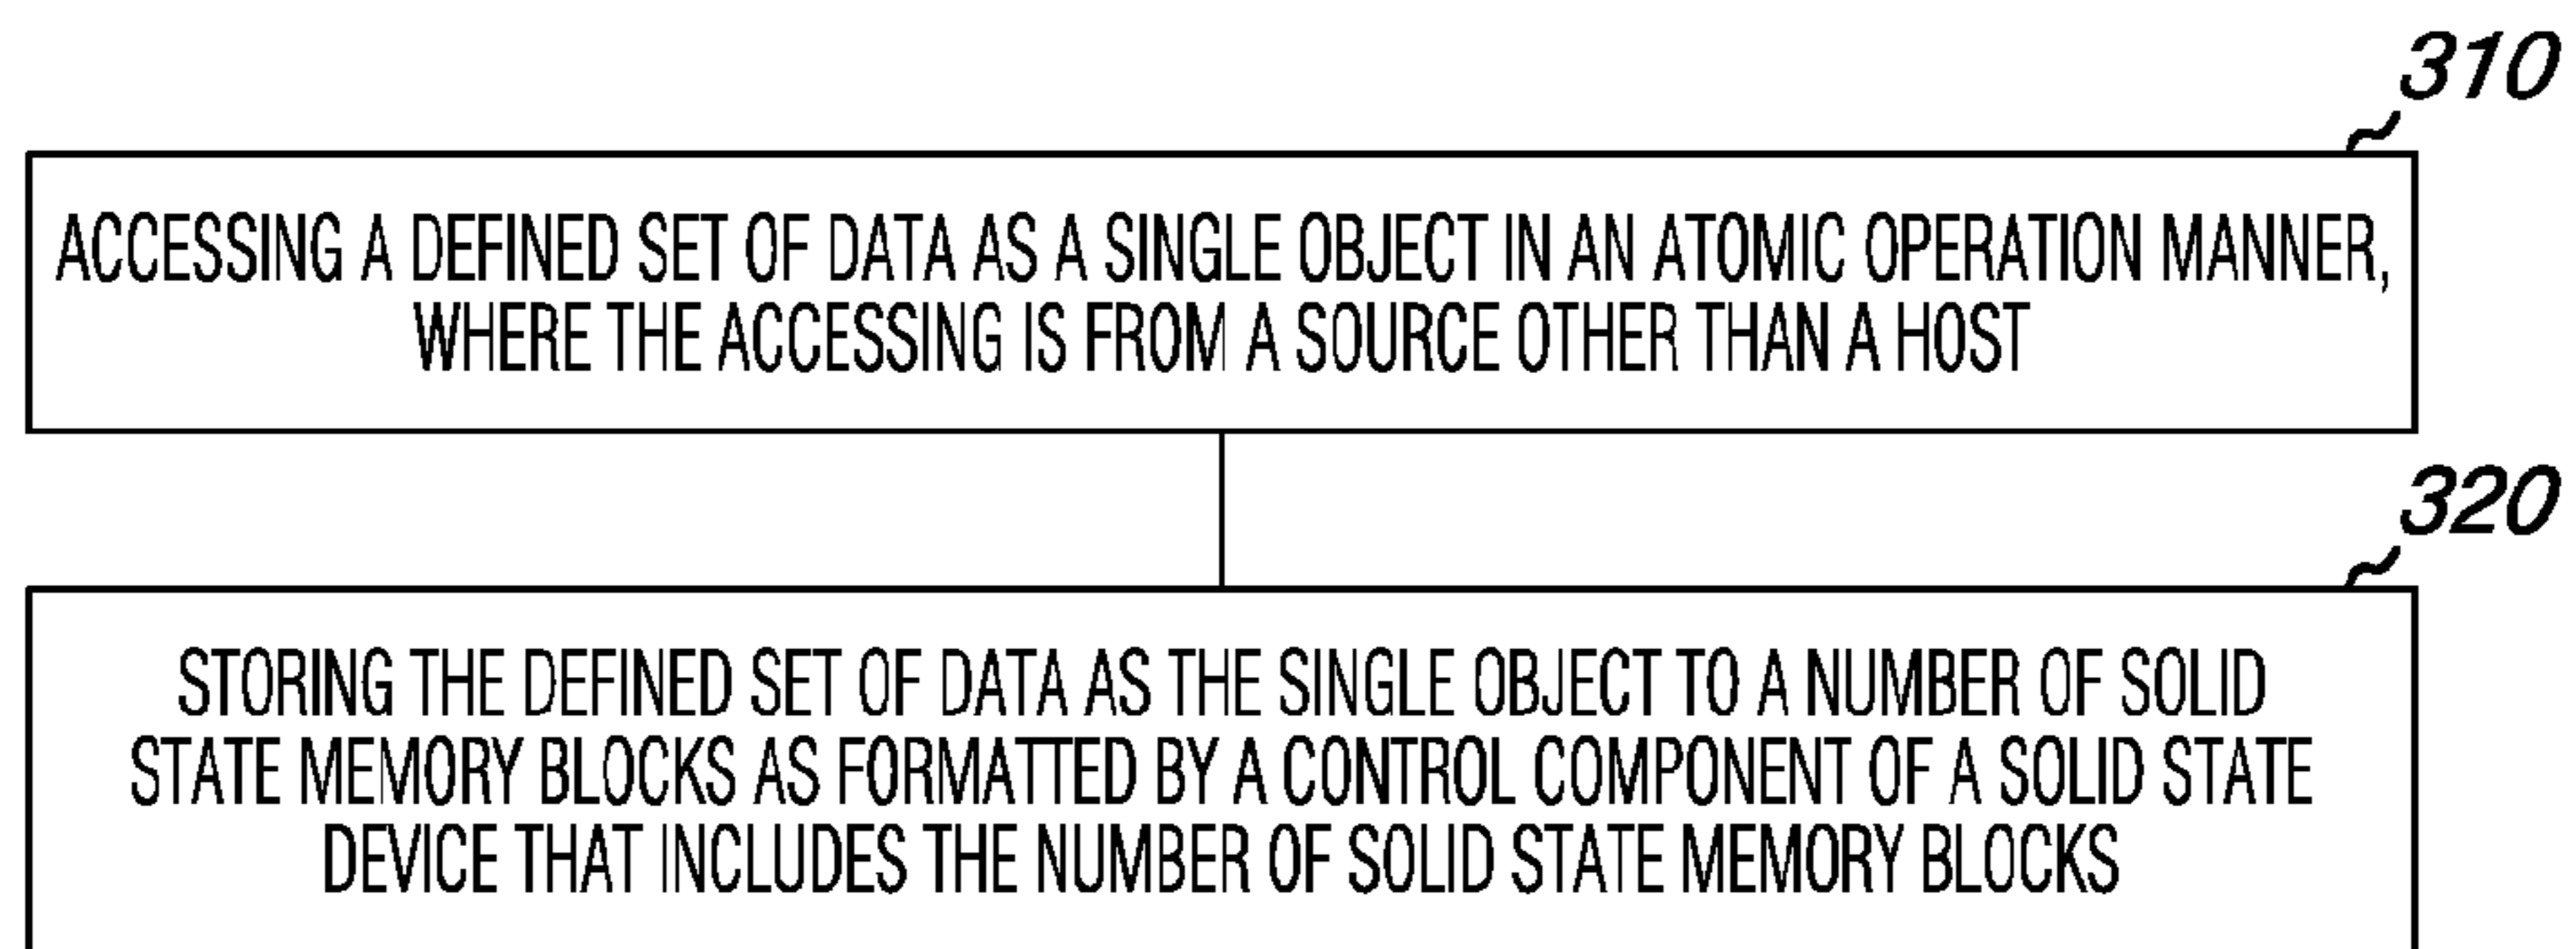 310
ACCESSING A DEFINED SET OF DATA AS A SINGLE OBJECT IN AN ATOMIC OPERATION MANNER,
WHERE THE ACCESSING IS FROM A SOURCE OTHER THAN A HOST
320
STORING THE DEFINED SET OF DATA AS THE SINGLE OBJECT TO A NUMBER OF SOLID
STATE MEMORY BLOCKS AS FORMATTED BY A CONTROL COMPONENT OF A SOLID STATE
DEVICE THAT INCLUDES THE NUMBER OF SOLID STATE MEMORY BLOCKS